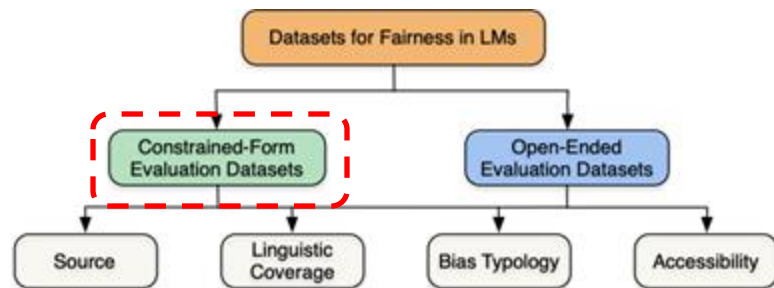 Datasets for Fairness in LMs
Constrained-Form
Evaluation Datasets
Open-Ended
Evaluation Datasets
Source
Linguistic
Coverage
Bias Typology
Accessibility